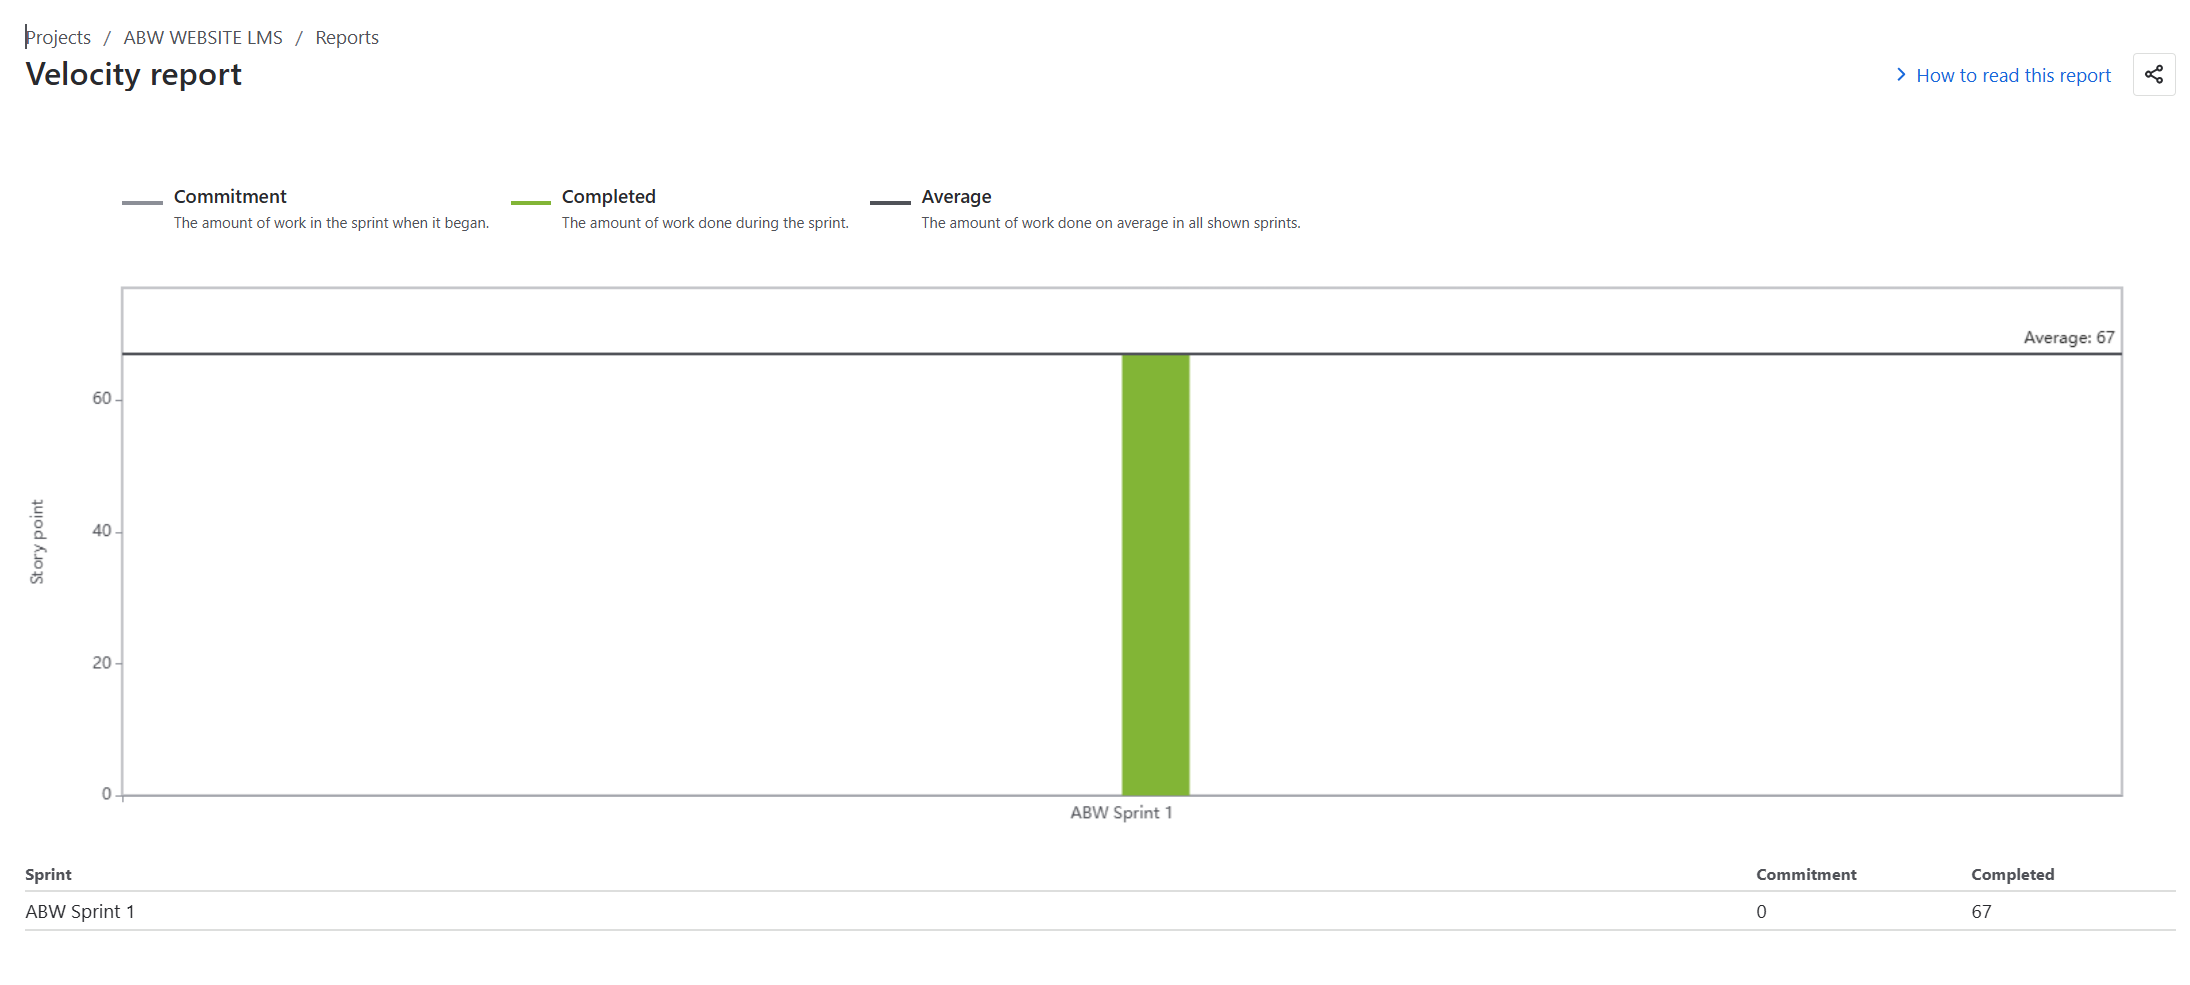 Projects / ABW WEBSITE LMS / Reports
Velocity report
How to read this report
Commitment
The amount of work in the sprint when it began.
Completed
The amount of work done during the sprint.
Average
The amount of work done on average in all shown sprints.
Average: 67
60
40
20
0
Story point
ABW Sprint 1
Sprint Commitment Completed
ABW Sprint 1 0 67